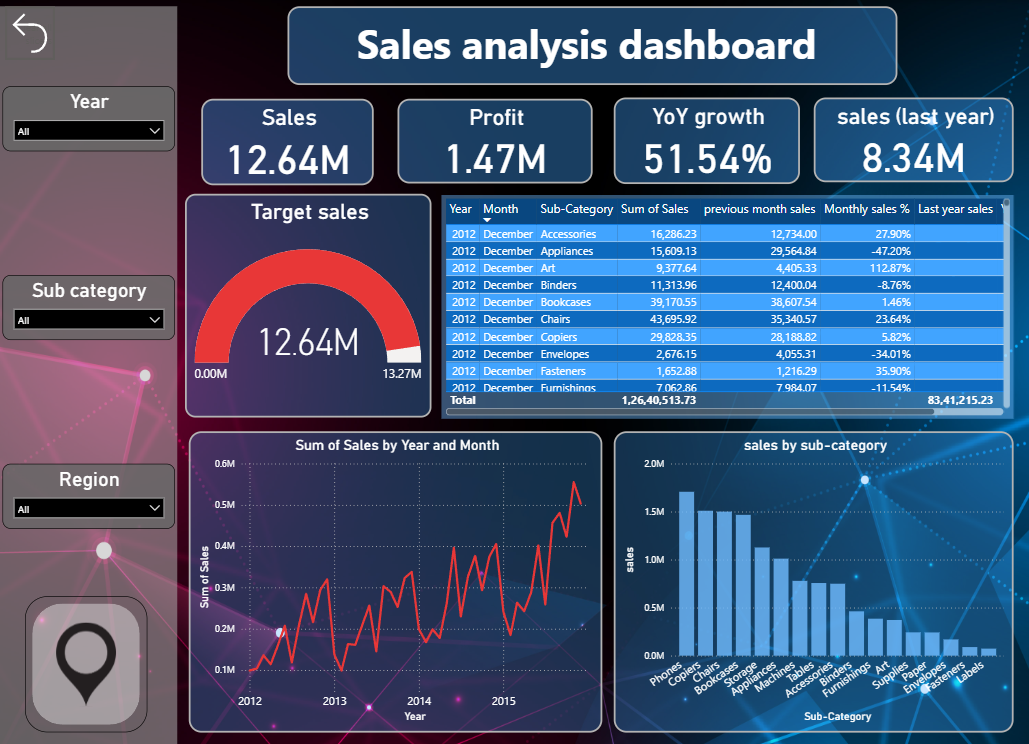 Sales analysis dashboard
Year
All
Sub category
All
Region
All
Sales
12.64M
Profit
1.47M
YoY growth
51.54%
sales (last year)
8.34M
Target sales
12.64M
0.00M 13.27M
Year Month Sub-Category Sum of Sales previous month sales Monthly sales % Last year sales
2012 December Accessories 16,286.23 12,734.00 27.90%
2012 December Appliances 15,609.13 29,564.84 -47.20%
2012 December Art 9,377.64 4,405.33 112.87%
2012 December Binders 11,313.96 12,400.04 -8.76%
2012 December Bookcases 39,170.55 38,607.54 1.46%
2012 December Chairs 43,695.92 35,340.57 23.64%
2012 December Copiers 29,828.35 28,188.82 5.82%
2012 December Envelopes 2,676.15 4,055.31 -34.01%
2012 December Fasteners 1,652.88 1,216.29 35.90%
2012 December Furnishings 7,062.86 7,984.07 -11.54%
Total 1,26,40,513.73 83,41,215.23
Sum of Sales by Year and Month
Sum of Sales
0.6M
0.5M
0.4M
0.3M
0.2M
0.1M
2012 2013 2014 2015
Year
sales by sub-category
sales
2.0M
1.5M
1.0M
0.5M
0.0M
Phones
Copiers
Chairs
Bookcases
Storage
Appliances
Machines
Tables
Accessories
Binders
Furnishings
Art
Supplies
Paper
Envelopes
Fasteners
Labels
Sub-Category